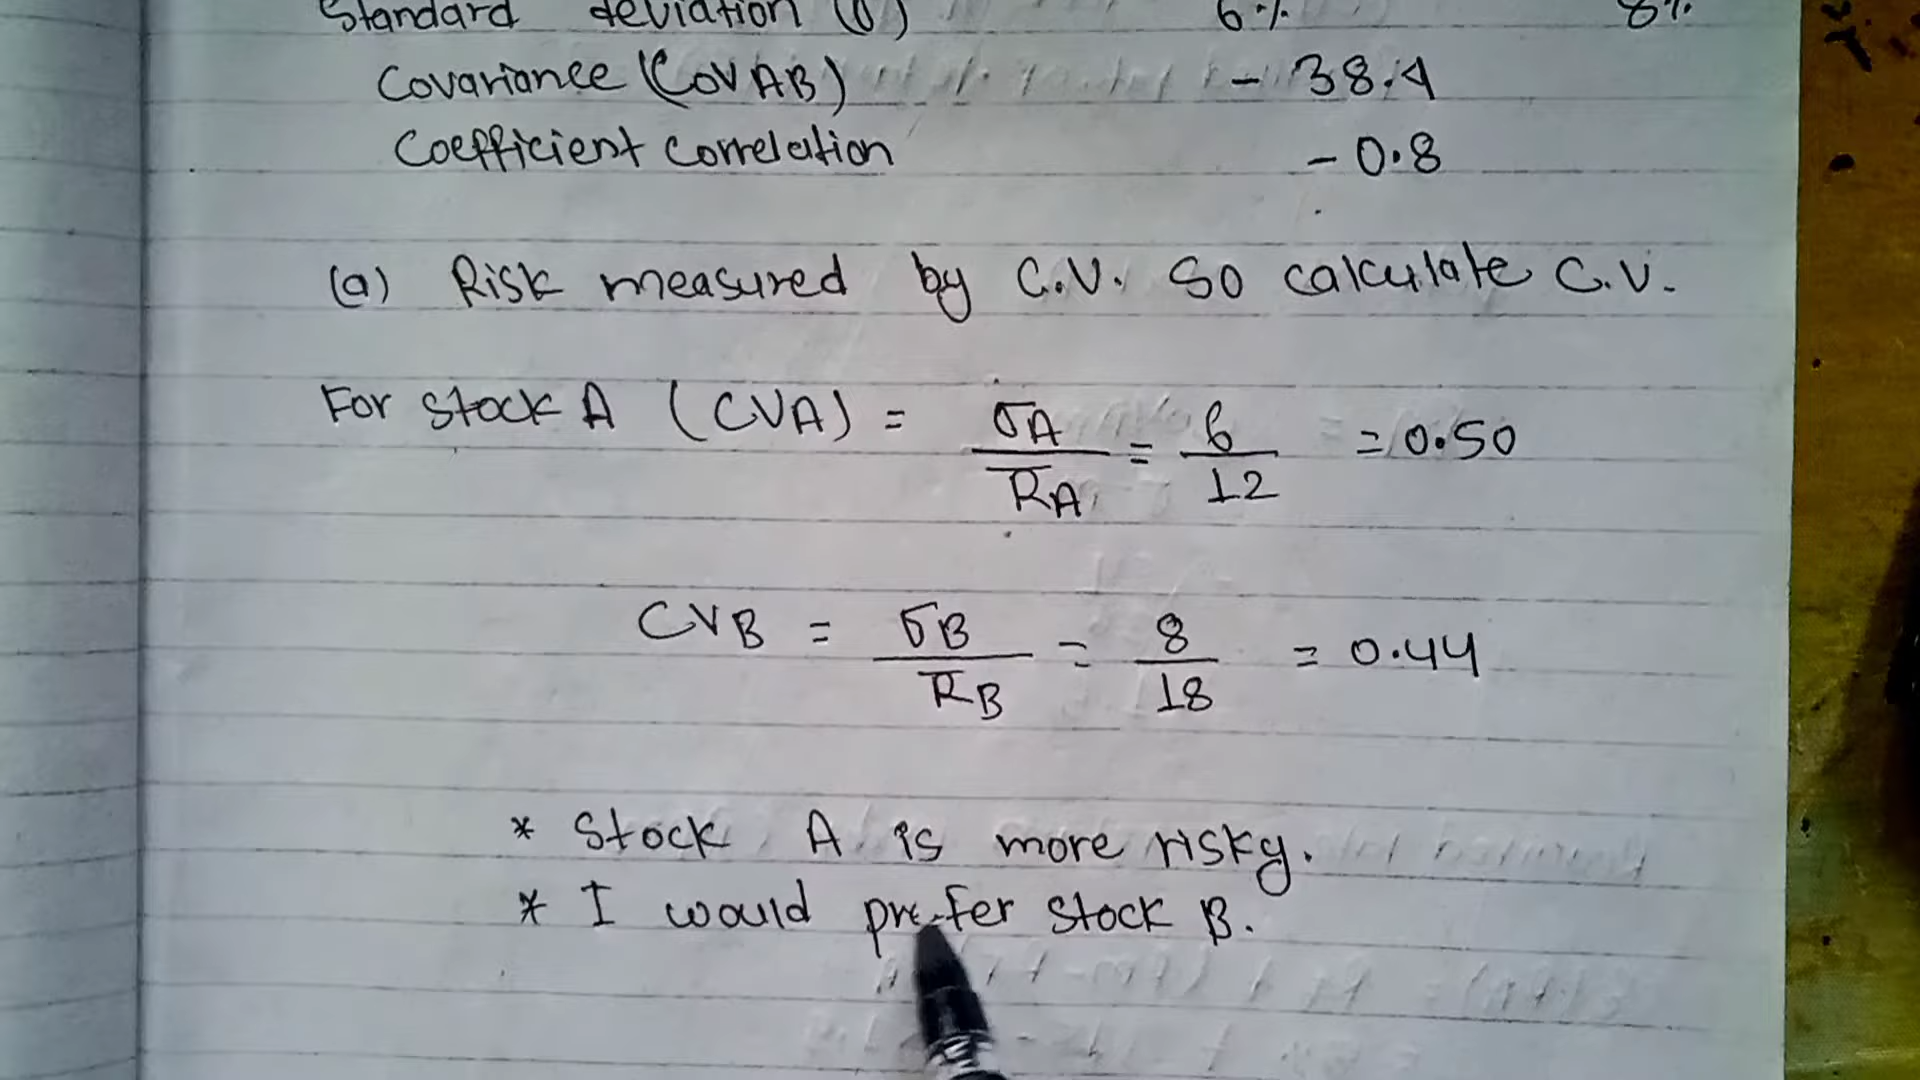 Standard deviation (σ) 6% 8%
Covariance (COV AB) - 38.4
Coefficient Correlation - 0.8
(a) Risk measured by C.V. So calculate C.V.
For stock A (CVA) = σA / R̅A = 6 / 12 = 0.50
CVB = σB / R̅B = 8 / 18 = 0.44
* Stock A is more risky.
* I would prefer stock B.